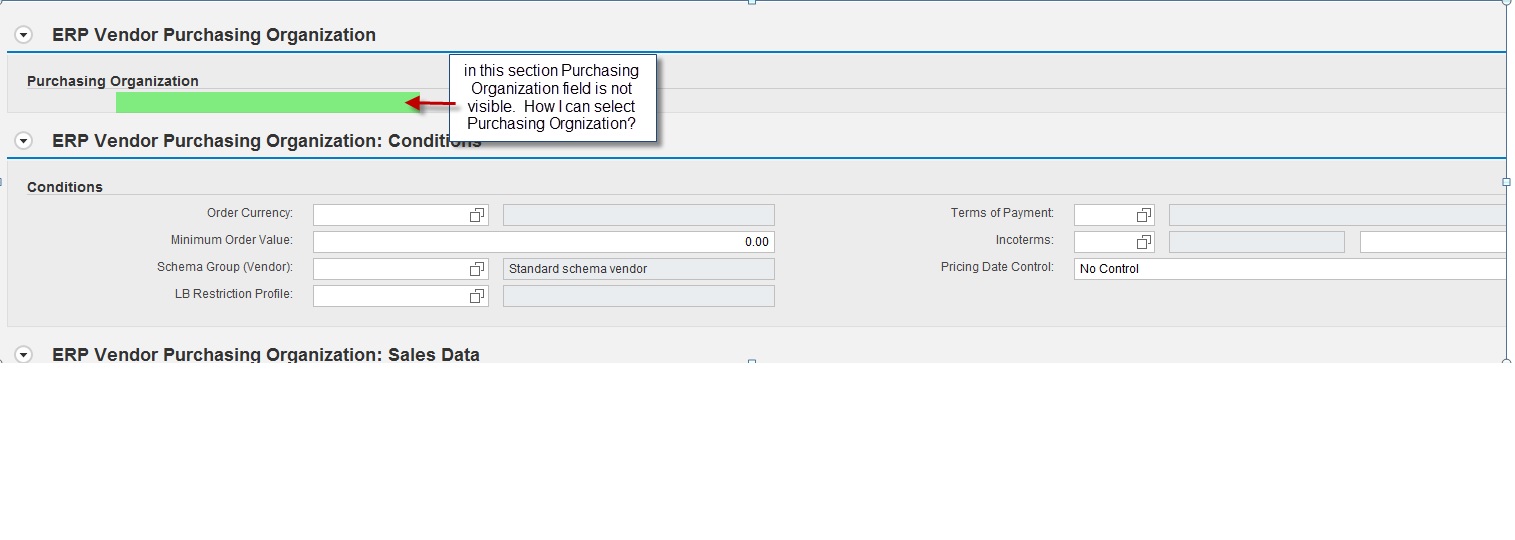 ERP Vendor Purchasing Organization
Purchasing Organization
in this section Purchasing
Organization field is not
visible. How I can select
Purchasing Orgnization?
ERP Vendor Purchasing Organization: Conditions
Conditions
Order Currency:
Terms of Payment:
Minimum Order Value: 0.00
Incoterms:
Schema Group (Vendor): Standard schema vendor
Pricing Date Control: No Control
LB Restriction Profile:
ERP Vendor Purchasing Organization: Sales Data